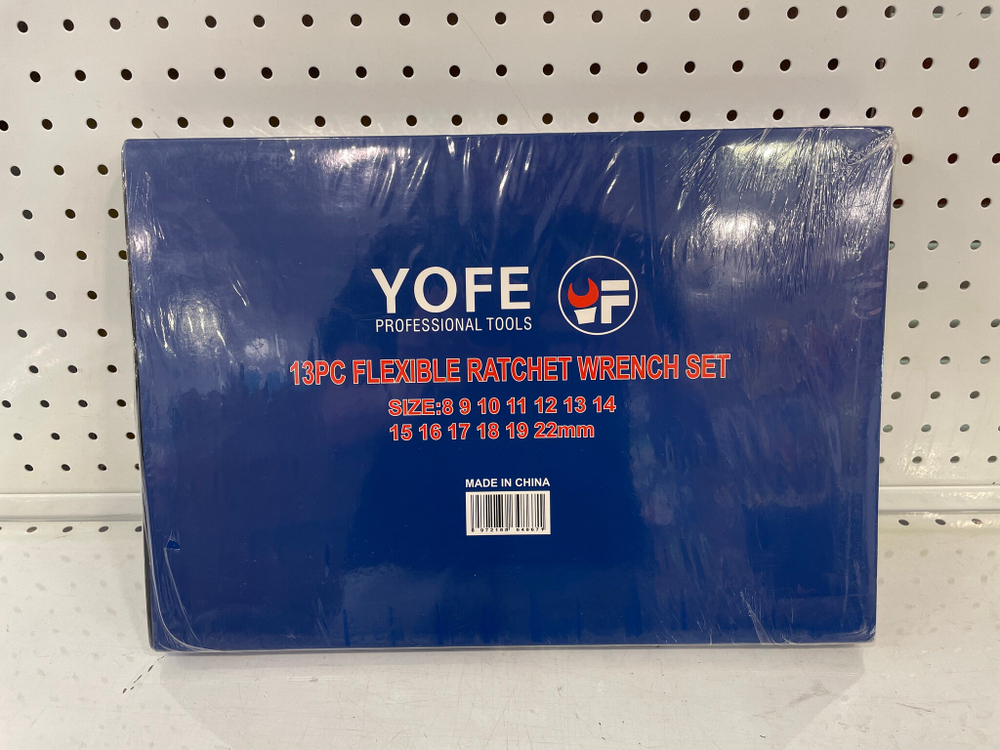 YOFE
PROFESSIONAL TOOLS
F
13PC FLEXIBLE RATCHET WRENCH SET
SIZE:8 9 10 11 12 13 14
15 16 17 18 19 22mm
MADE IN CHINA